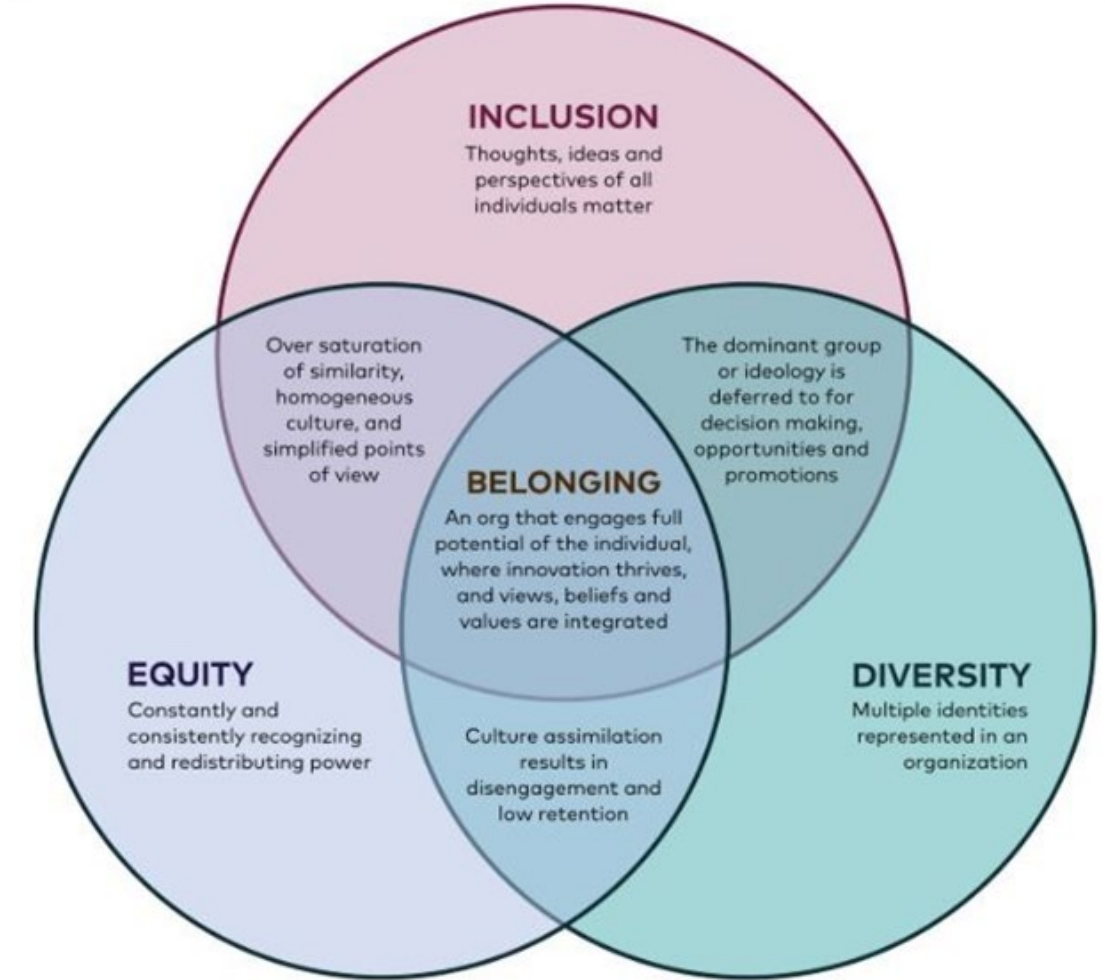 INCLUSION
Thoughts, ideas and
perspectives of all
individuals matter
Over saturation
of similarity,
homogeneous
culture, and
simplified points
of view
The dominant group
or ideology is
deferred to for
decision making,
opportunities and
promotions
BELONGING
An org that engages full
potential of the individual,
where innovation thrives,
and views, beliefs and
values are integrated
EQUITY
Constantly and
consistently recognizing
and redistributing power
DIVERSITY
Multiple identities
represented in an
organization
Culture assimilation
results in
disengagement and
low retention